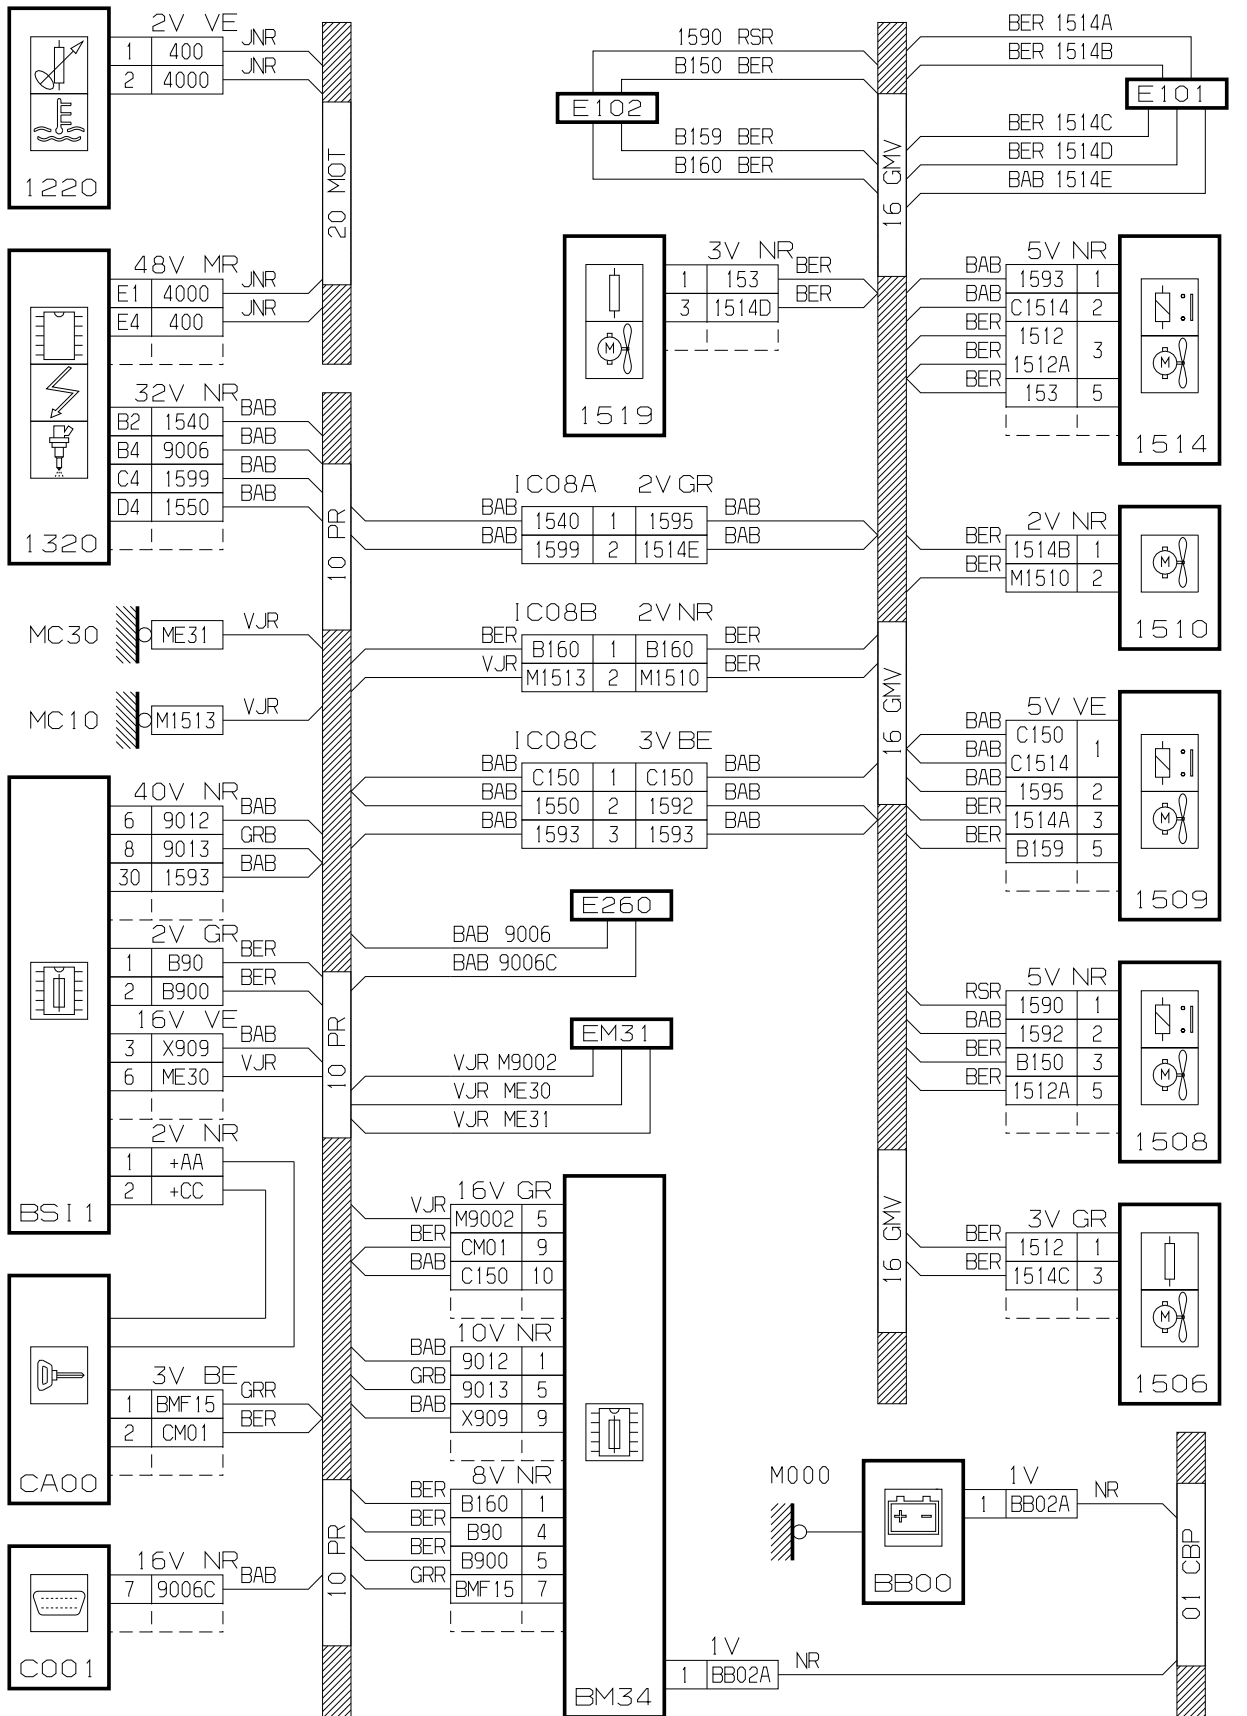 2V VE
1 400 JNR
2 4000 JNR
1220
20 MOT
48V MR
E1 4000 JNR
E4 400 JNR
32V NR
B2 1540 BAB
B4 9006 BAB
C4 1599 BAB
D4 1550 BAB
1320
10 PR
MC30 ME31 VJR
MC10 M1513 VJR
40V NR
6 9012 BAB
8 9013 GRB
30 1593 BAB
2V GR
1 B90 BER
2 B900 BER
16V VE
3 X909 BAB
6 ME30 VJR
2V NR
1 +AA
2 +CC
BSI1
10 PR
3V BE
1 BMF15 GRR
2 CM01 BER
CA00
16V NR
7 9006C BAB
C001
10 PR
1590 RSR
B150 BER
E102
B159 BER
B160 BER
3V NR
1 153 BER
3 1514D BER
M
1519
IC08A 2V GR
BAB 1540 1 1595 BAB
BAB 1599 2 1514E BAB
IC08B 2V NR
BER B160 1 B160 BER
VJR M1513 2 M1510 BER
IC08C 3V BE
BAB C150 1 C150 BAB
BAB 1550 2 1592 BAB
BAB 1593 3 1593 BAB
E260
BAB 9006
BAB 9006C
EM31
VJR M9002
VJR ME30
VJR ME31
16V GR
VJR M9002 5
BER CM01 9
BAB C150 10
10V NR
BAB 9012 1
GRB 9013 5
BAB X909 9
8V NR
BER B160 1
BER B90 4
BER B900 5
GRR BMF15 7
BM34
1V
1 BB02A NR
16 GMV
16 GMV
16 GMV
BER 1514A
BER 1514B
E101
BER 1514C
BER 1514D
BAB 1514E
5V NR
BAB 1593 1
BAB C1514 2
BER 1512 3
BER 1512A
BER 153 5
M
1514
2V NR
BER 1514B 1
BER M1510 2
M
1510
5V VE
BAB C150 1
BAB C1514
BAB 1595 2
BER 1514A 3
BER B159 5
M
1509
5V NR
RSR 1590 1
BAB 1592 2
BER B150 3
BER 1512A 5
M
1508
3V GR
BER 1512 1
BER 1514C 3
M
1506
M000
+ -
BB00
1V
1 BB02A NR
01 CBP